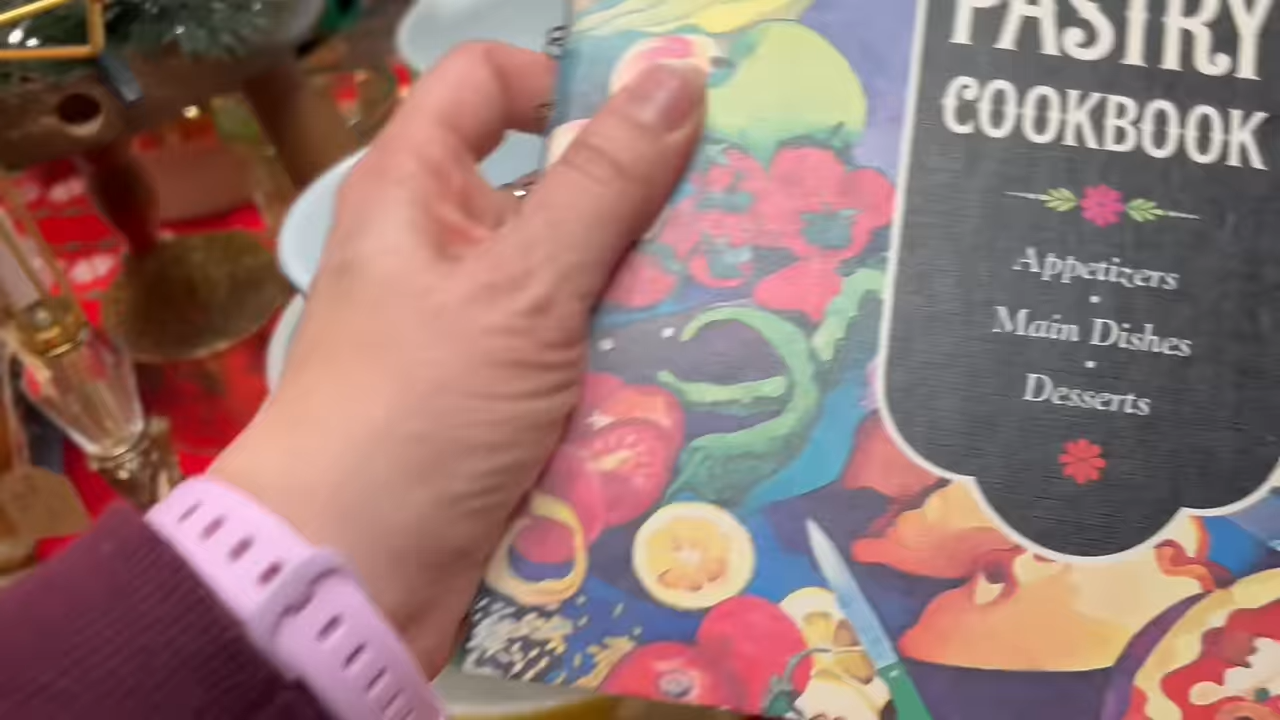 PASTRY
COOKBOOK
Appetizers
Main Dishes
Desserts